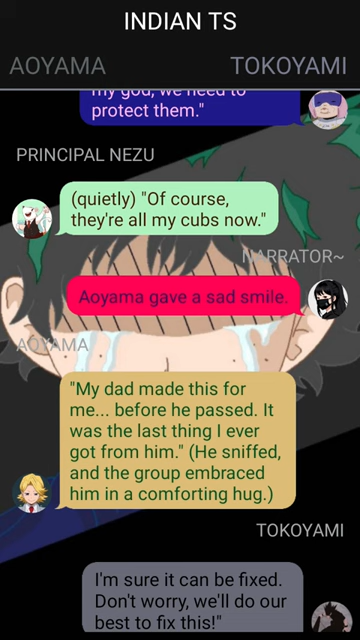 INDIAN TS
AOYAMA
TOKOYAMI
my god, we need to
protect them."
PRINCIPAL NEZU
(quietly) "Of course,
they're all my cubs now."
NARRATOR~
Aoyama gave a sad smile.
AOYAMA
"My dad made this for
me... before he passed. It
was the last thing I ever
got from him." (He sniffed,
and the group embraced
him in a comforting hug.)
TOKOYAMI
I'm sure it can be fixed.
Don't worry, we'll do our
best to fix this!"